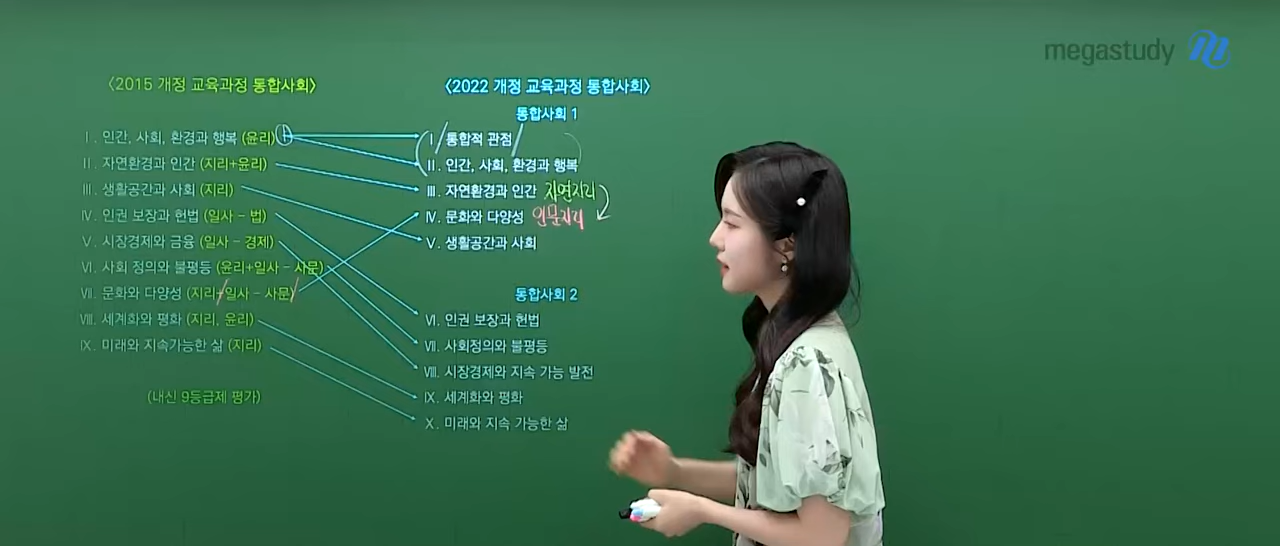 megastudy
<2015 개정 교육과정 통합사회>
Ⅰ. 인간, 사회, 환경과 행복 (윤리)
Ⅱ. 자연환경과 인간 (지리+윤리)
Ⅲ. 생활공간과 사회 (지리)
Ⅳ. 인권 보장과 헌법 (일사 - 법)
Ⅴ. 시장경제와 금융 (일사 - 경제)
Ⅵ. 사회 정의와 불평등 (윤리+일사 - 사문)
Ⅶ. 문화와 다양성 (지리+일사 - 사문)
Ⅷ. 세계화와 평화 (지리, 윤리)
Ⅸ. 미래와 지속가능한 삶 (지리)
(내신 9등급제 평가)
<2022 개정 교육과정 통합사회>
통합사회 1
Ⅰ. 통합적 관점
Ⅱ. 인간, 사회, 환경과 행복
Ⅲ. 자연환경과 인간 자연지리
Ⅳ. 문화와 다양성 인문지리
Ⅴ. 생활공간과 사회
통합사회 2
Ⅵ. 인권 보장과 헌법
Ⅶ. 사회정의와 불평등
Ⅷ. 시장경제와 지속 가능 발전
Ⅸ. 세계화와 평화
Ⅹ. 미래와 지속 가능한 삶